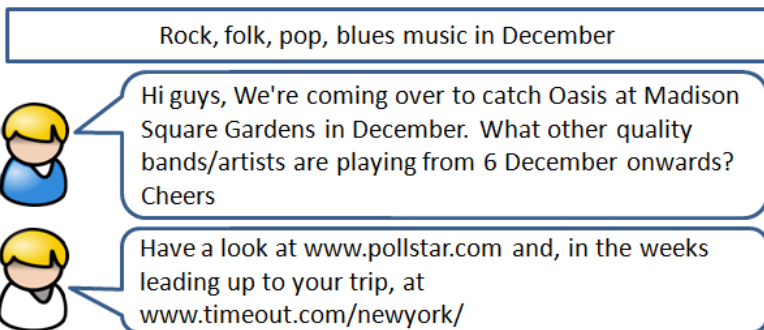 Rock, folk, pop, blues music in December
Hi guys, We're coming over to catch Oasis at Madison
Square Gardens in December. What other quality
bands/artists are playing from 6 December onwards?
Cheers
Have a look at www.pollstar.com and, in the weeks
leading up to your trip, at
www.timeout.com/newyork/